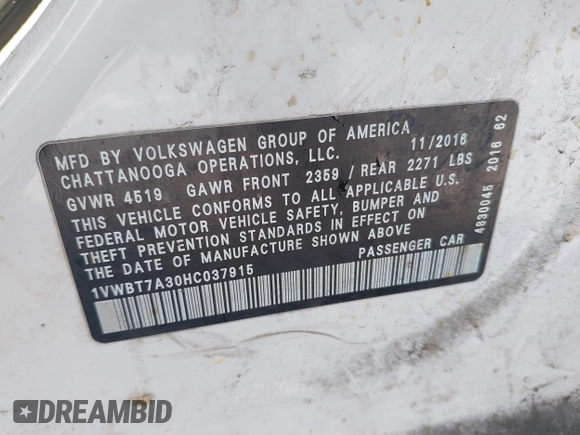 MFD BY VOLKSWAGEN GROUP OF AMERICA 11/2016
CHATTANOOGA OPERATIONS, LLC.
GVWR 4519 GAWR FRONT 2359 / REAR 2271 LBS
THIS VEHICLE CONFORMS TO ALL APPLICABLE U.S.
FEDERAL MOTOR VEHICLE SAFETY, BUMPER AND
THEFT PREVENTION STANDARDS IN EFFECT ON
THE DATE OF MANUFACTURE SHOWN ABOVE.
1VWBT7A30HC037915 PASSENGER CAR
4830045 2016 62
DREAMBID